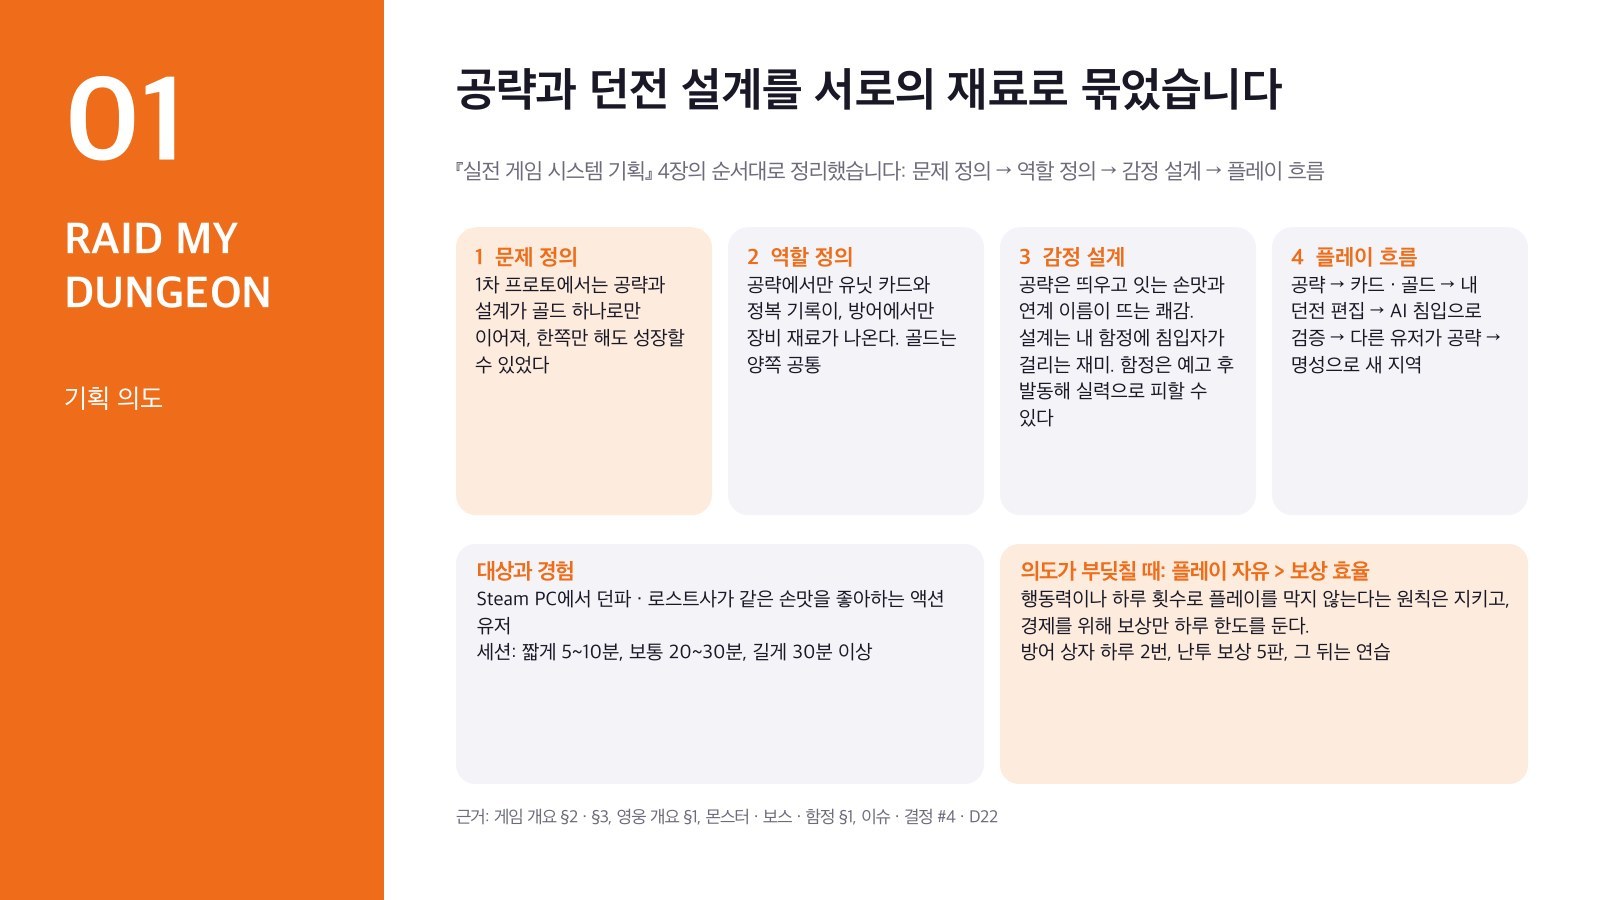 01
RAID MY
DUNGEON
기획 의도
공략과 던전 설계를 서로의 재료로 묶었습니다
『실전 게임 시스템 기획』 4장의 순서대로 정리했습니다: 문제 정의 → 역할 정의 → 감정 설계 → 플레이 흐름
1 문제 정의
1차 프로토에서는 공략과
설계가 골드 하나로만
이어져, 한쪽만 해도 성장할
수 있었다
2 역할 정의
공략에서만 유닛 카드와
정복 기록이, 방어에서만
장비 재료가 나온다. 골드는
양쪽 공통
3 감정 설계
공략은 띄우고 잇는 손맛과
연계 이름이 뜨는 쾌감.
설계는 내 함정에 침입자가
걸리는 재미. 함정은 예고 후
발동해 실력으로 피할 수
있다
4 플레이 흐름
공략 → 카드 · 골드 → 내
던전 편집 → AI 침입으로
검증 → 다른 유저가 공략 →
명성으로 새 지역
대상과 경험
Steam PC에서 던파 · 로스트사가 같은 손맛을 좋아하는 액션
유저
세션: 짧게 5~10분, 보통 20~30분, 길게 30분 이상
의도가 부딪칠 때: 플레이 자유 > 보상 효율
행동력이나 하루 횟수로 플레이를 막지 않는다는 원칙은 지키고,
경제를 위해 보상만 하루 한도를 둔다.
방어 상자 하루 2번, 난투 보상 5판, 그 뒤는 연습
근거: 게임 개요 §2 · §3, 영웅 개요 §1, 몬스터 · 보스 · 함정 §1, 이슈 · 결정 #4 · D22